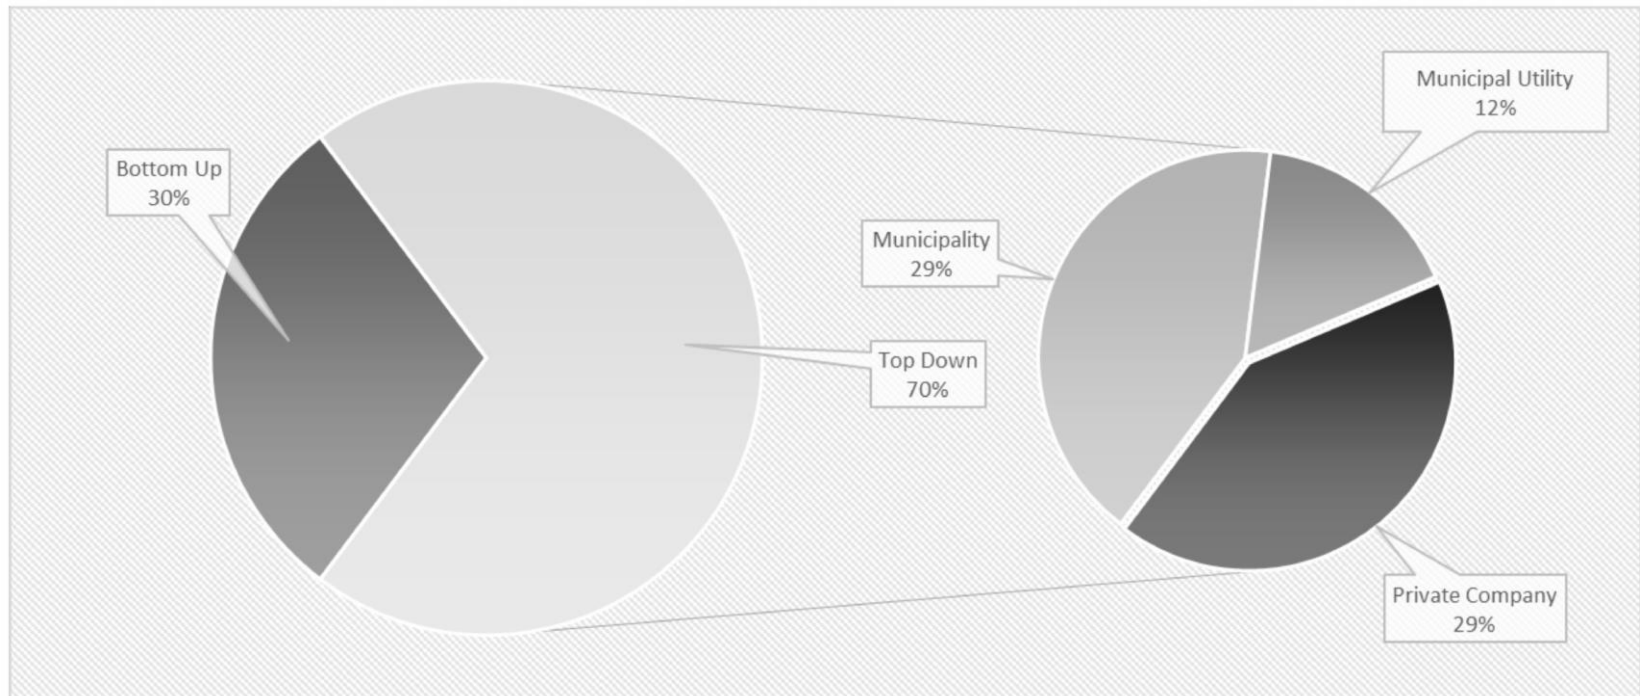 Municipal Utility
12%
Bottom Up
30%
Municipality
29%
Top Down
70%
Private Company
29%